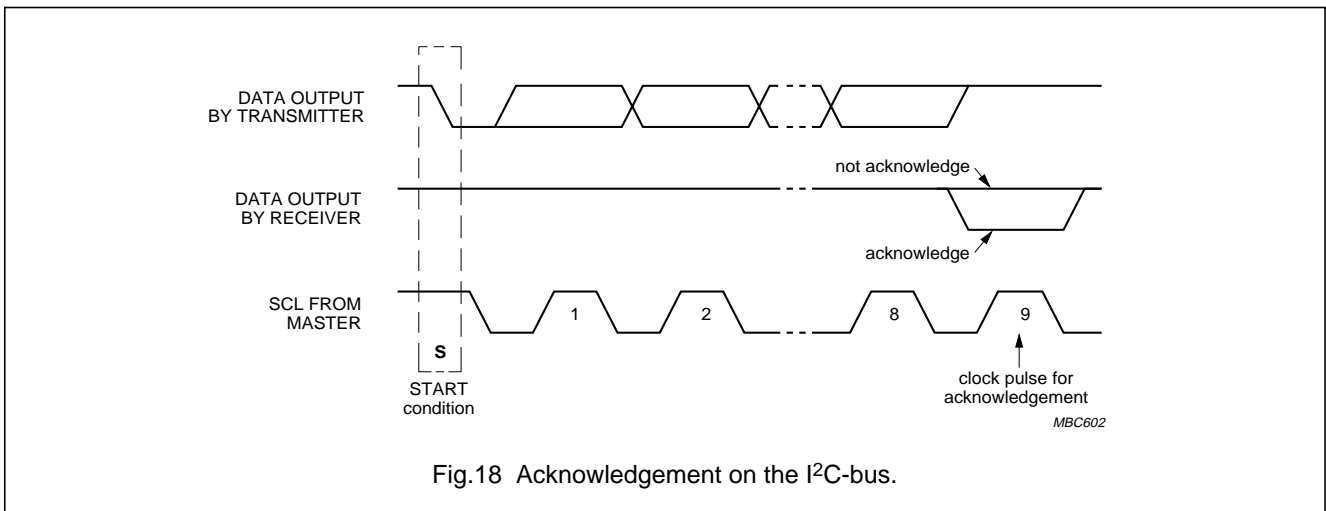 DATA OUTPUT
BY TRANSMITTER
not acknowledge
DATA OUTPUT
BY RECEIVER
acknowledge
SCL FROM
MASTER
1
2
8
9
S
START
condition
clock pulse for
acknowledgement
MBC602
Fig.18 Acknowledgement on the I²C-bus.